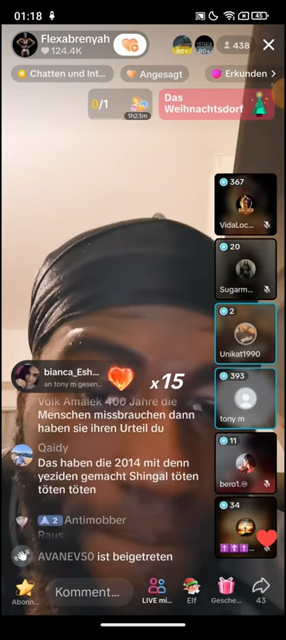 01:18
45
Flexabrenyah
124.4K
438
Chatten und Int...
Angesagt
Erkunden
0/1
1h23m
Das
Weihnachtsdorf
367
VidaLoc...
20
Sugarm...
2
Unikat1990
393
tony m
11
bero1.
34
bianca_Esh...
an tony m gesen...
x15
Volk Amalek 400 Jahre die
Menschen missbrauchen dann
haben sie ihren Urteil du
Qaidy
Das haben die 2014 mit denn
yeziden gemacht Shingal töten
töten töten
2 Antimobber
Raus
AVANEV50 ist beigetreten
Abonn...
Komment...
LIVE mi...
Elf
Gesche...
43